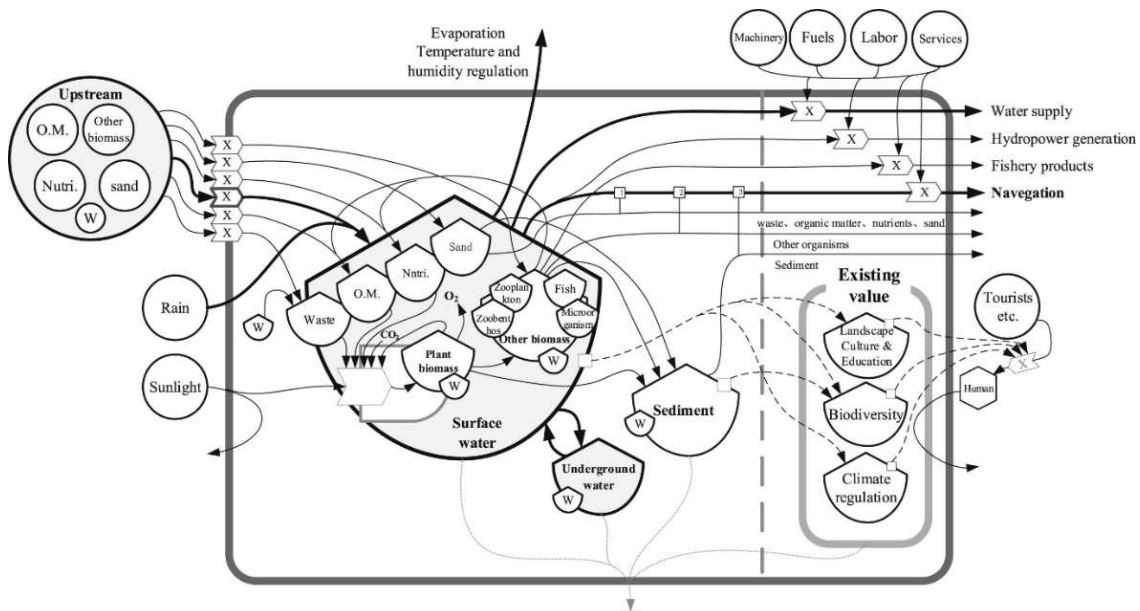 Evaporation
Temperature and
humidity regulation
Machinery
Fuels
Labor
Services
Upstream
O.M.
Other
biomass
Nutri.
sand
W
X
X
X
X
X
X
X
X
X
X
Water supply
Hydropower generation
Fishery products
Navegation
1
2
3
waste、organic matter、nutrients、sand
Other organisms
Sediment
Rain
Sunlight
W
Waste
O.M.
Nntri.
Sand
O2
CO2
Plant
biomass
W
Zooplan
kton
Zoobent
hos
Fish
Microor
ganism
Other biomass
W
Surface
water
Sediment
W
Underground
water
W
Existing
value
Landscape
Culture &
Education
Biodiversity
Climate
regulation
Tourists
etc.
X
Human